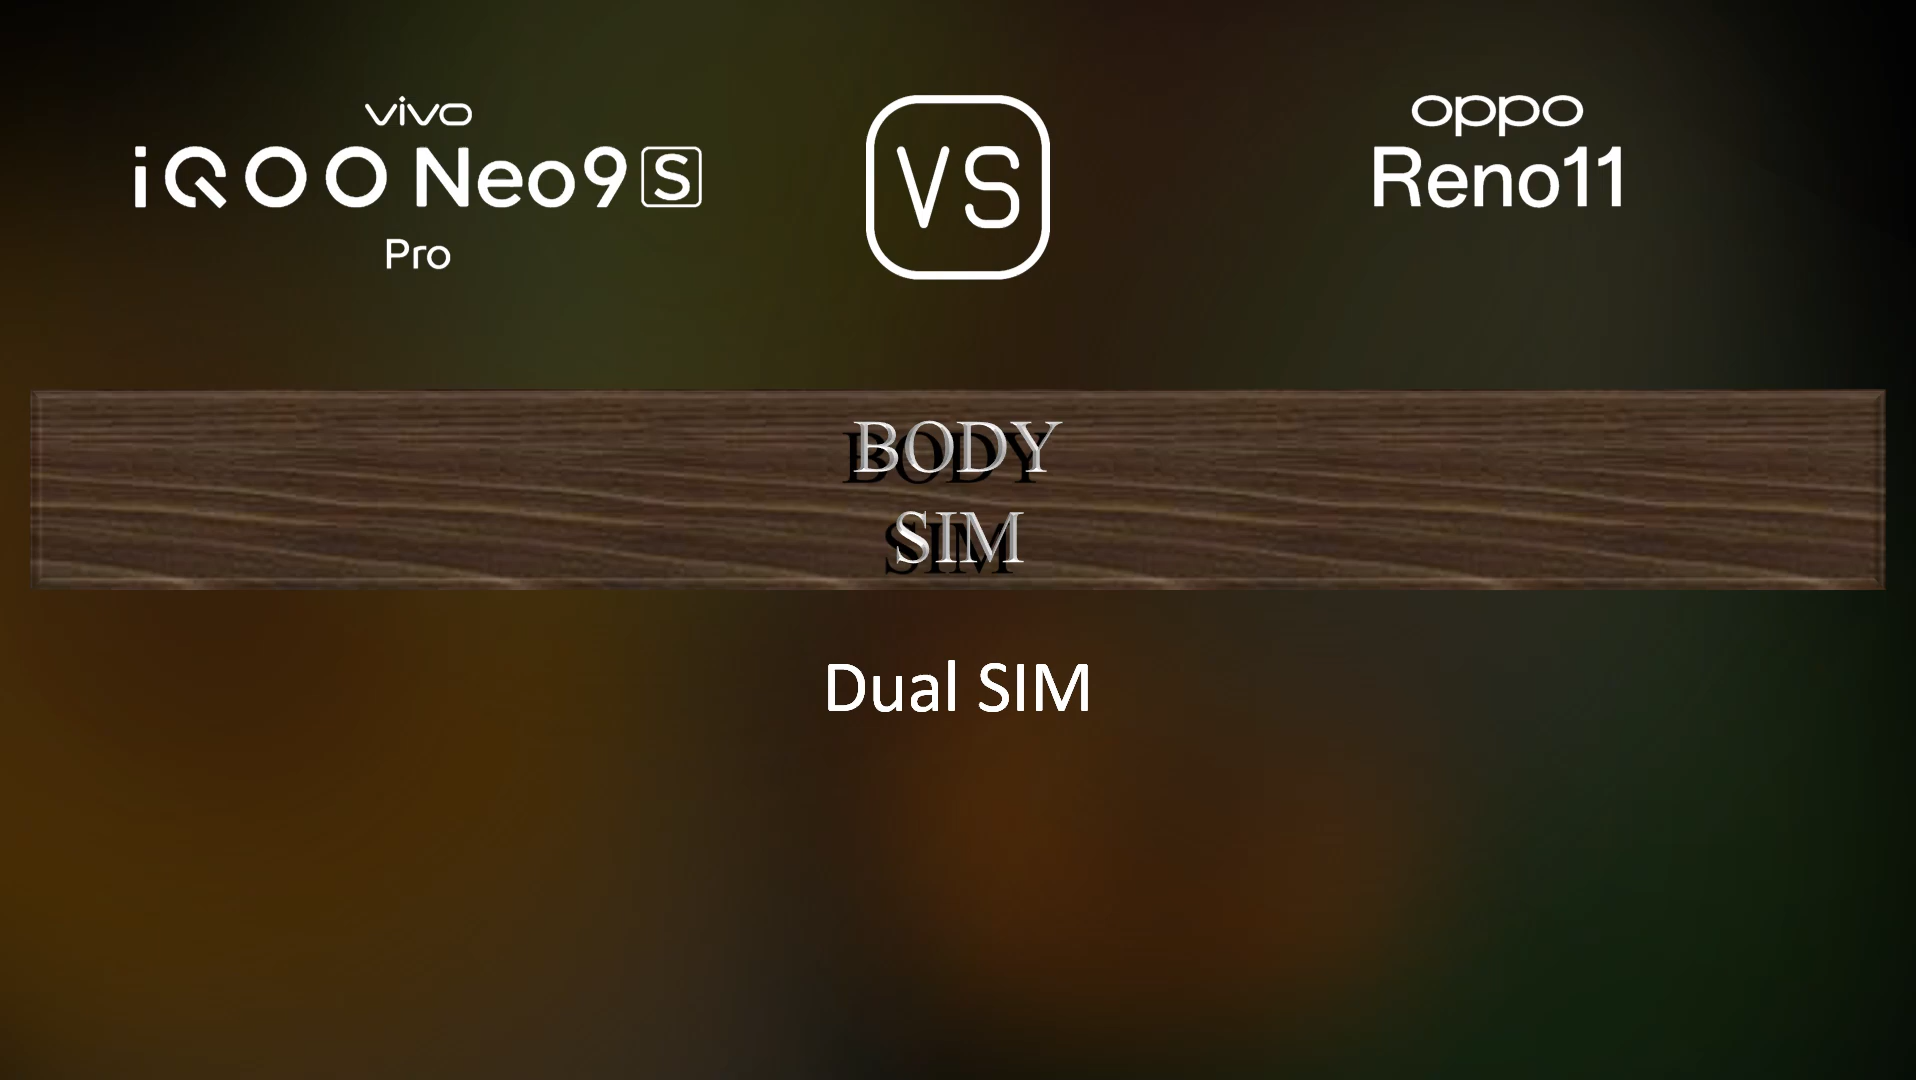 vivo
iQOO Neo9S
Pro
VS
oppo
Reno11
BODY
SIM
Dual SIM